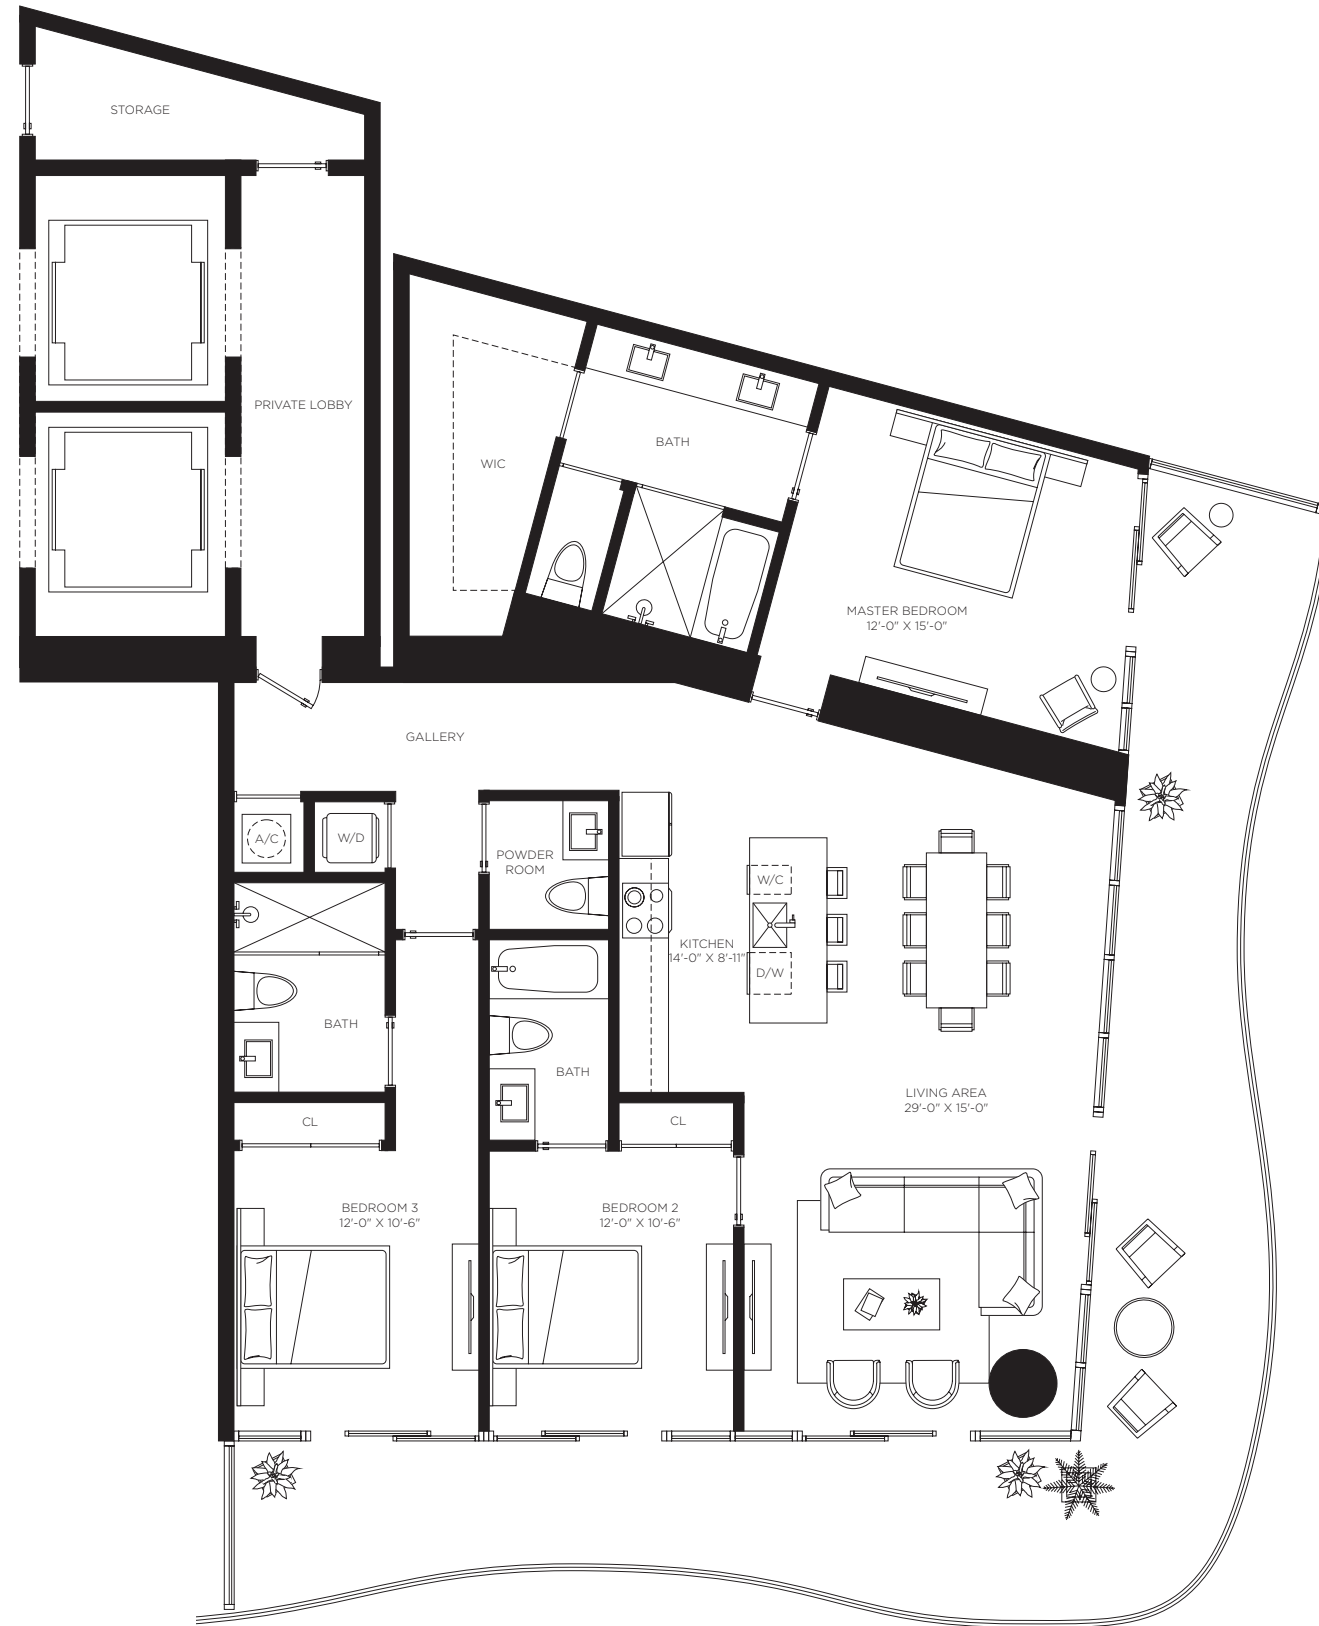 STORAGE
PRIVATE LOBBY
WIC
BATH
MASTER BEDROOM
12'-0" X 15'-0"
GALLERY
A/C
W/D
POWDER
ROOM
W/C
KITCHEN
14'-0" X 8'-11"
D/W
BATH
BATH
LIVING AREA
29'-0" X 15'-0"
CL
CL
BEDROOM 3
12'-0" X 10'-6"
BEDROOM 2
12'-0" X 10'-6"